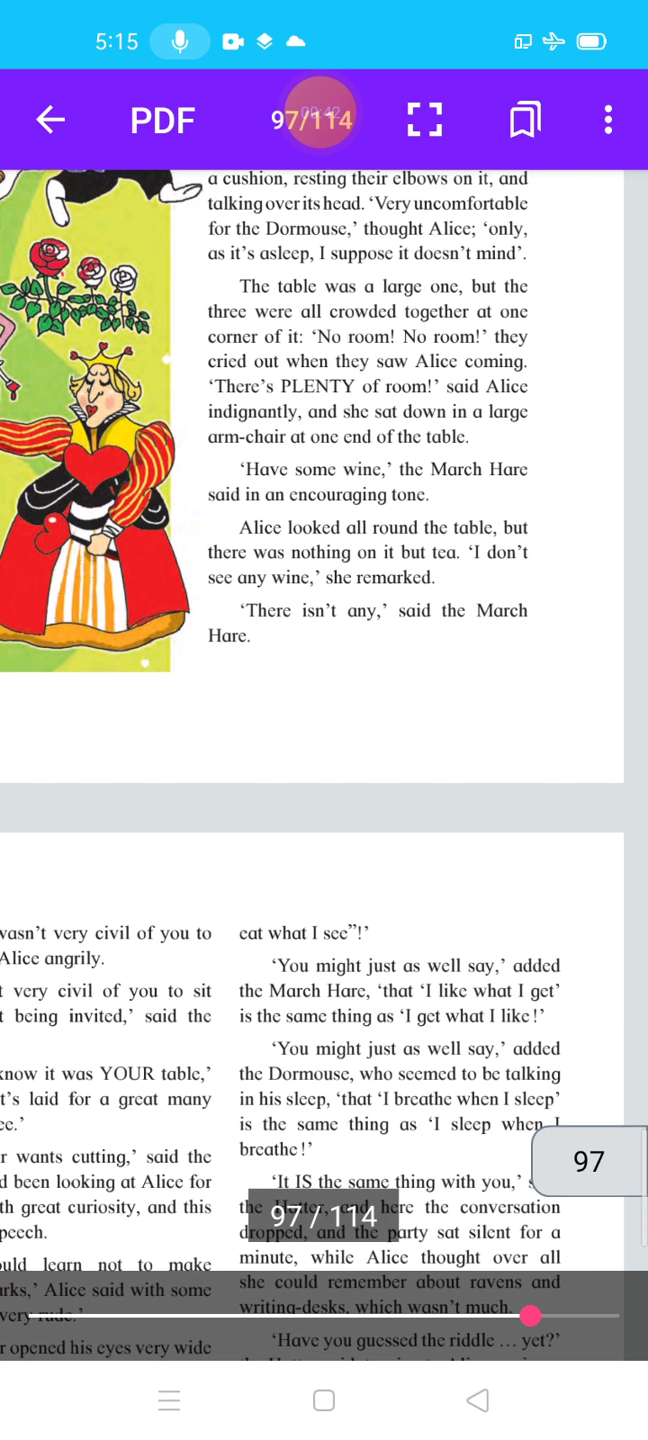 5:15
PDF
97/114
00:42
a cushion, resting their elbows on it, and
talking over its head. ‘Very uncomfortable
for the Dormouse,’ thought Alice; ‘only,
as it’s asleep, I suppose it doesn’t mind’.
The table was a large one, but the
three were all crowded together at one
corner of it: ‘No room! No room!’ they
cried out when they saw Alice coming.
‘There’s PLENTY of room!’ said Alice
indignantly, and she sat down in a large
arm-chair at one end of the table.
‘Have some wine,’ the March Hare
said in an encouraging tone.
Alice looked all round the table, but
there was nothing on it but tea. ‘I don’t
see any wine,’ she remarked.
‘There isn’t any,’ said the March
Hare.
wasn’t very civil of you to
Alice angrily.
very civil of you to sit
being invited,’ said the
know it was YOUR table,’
t’s laid for a great many
wants cutting,’ said the
been looking at Alice for
th great curiosity, and this
learn not to make
Alice said with some
very rude.’
opened his eyes very wide
eat what I see”!’
‘You might just as well say,’ added
the March Hare, ‘that ‘I like what I get’
is the same thing as ‘I get what I like!’
‘You might just as well say,’ added
the Dormouse, who seemed to be talking
in his sleep, ‘that ‘I breathe when I sleep’
is the same thing as ‘I sleep when I
breathe!’
‘It IS the same thing with you,’
the Hatter, and here the conversation
dropped, and the party sat silent for a
minute, while Alice thought over all
she could remember about ravens and
writing-desks, which wasn’t much.
‘Have you guessed the riddle ... yet?’
97
97 / 114